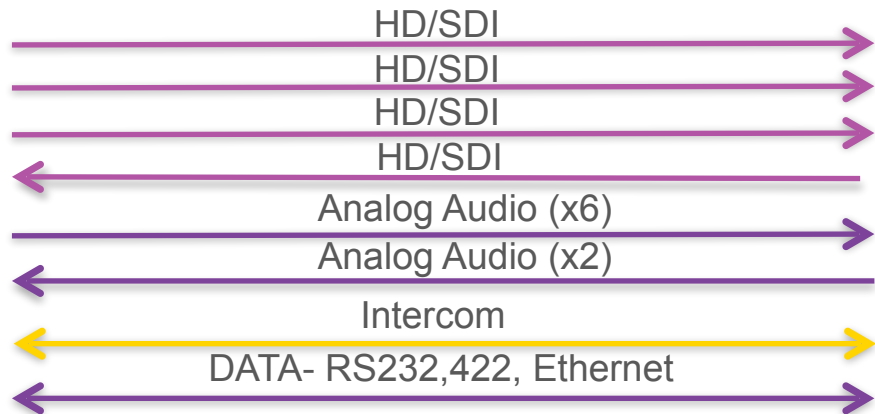 HD/SDI
HD/SDI
HD/SDI
HD/SDI
Analog Audio (x6)
Analog Audio (x2)
Intercom
DATA- RS232,422, Ethernet